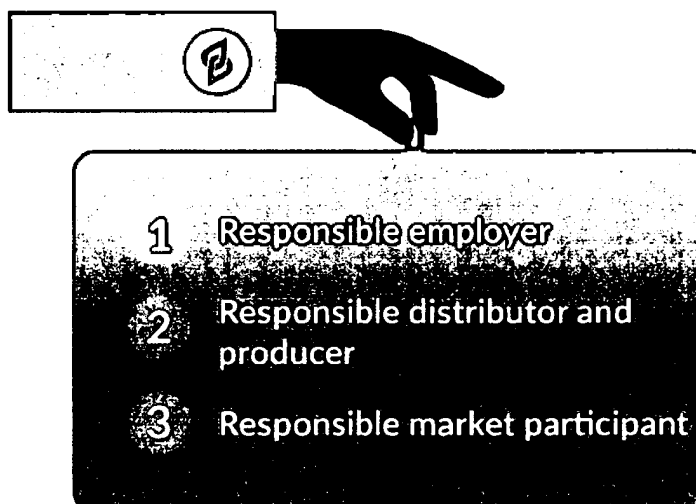 1 Responsible employer
2 Responsible distributor and
producer
3 Responsible market participant